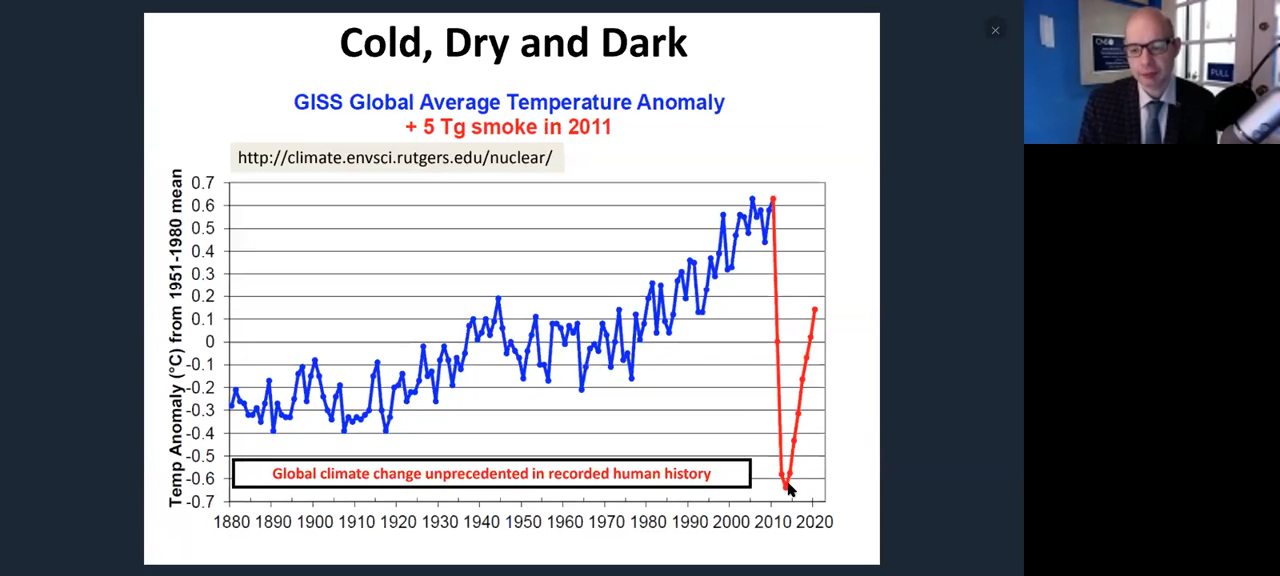 Cold, Dry and Dark
GISS Global Average Temperature Anomaly
+ 5 Tg smoke in 2011
http://climate.envsci.rutgers.edu/nuclear/
Temp Anomaly (°C) from 1951-1980 mean
0.7
0.6
0.5
0.4
0.3
0.2
0.1
0
-0.1
-0.2
-0.3
-0.4
-0.5
-0.6
-0.7
Global climate change unprecedented in recorded human history
1880 1890 1900 1910 1920 1930 1940 1950 1960 1970 1980 1990 2000 2010 2020
PULL